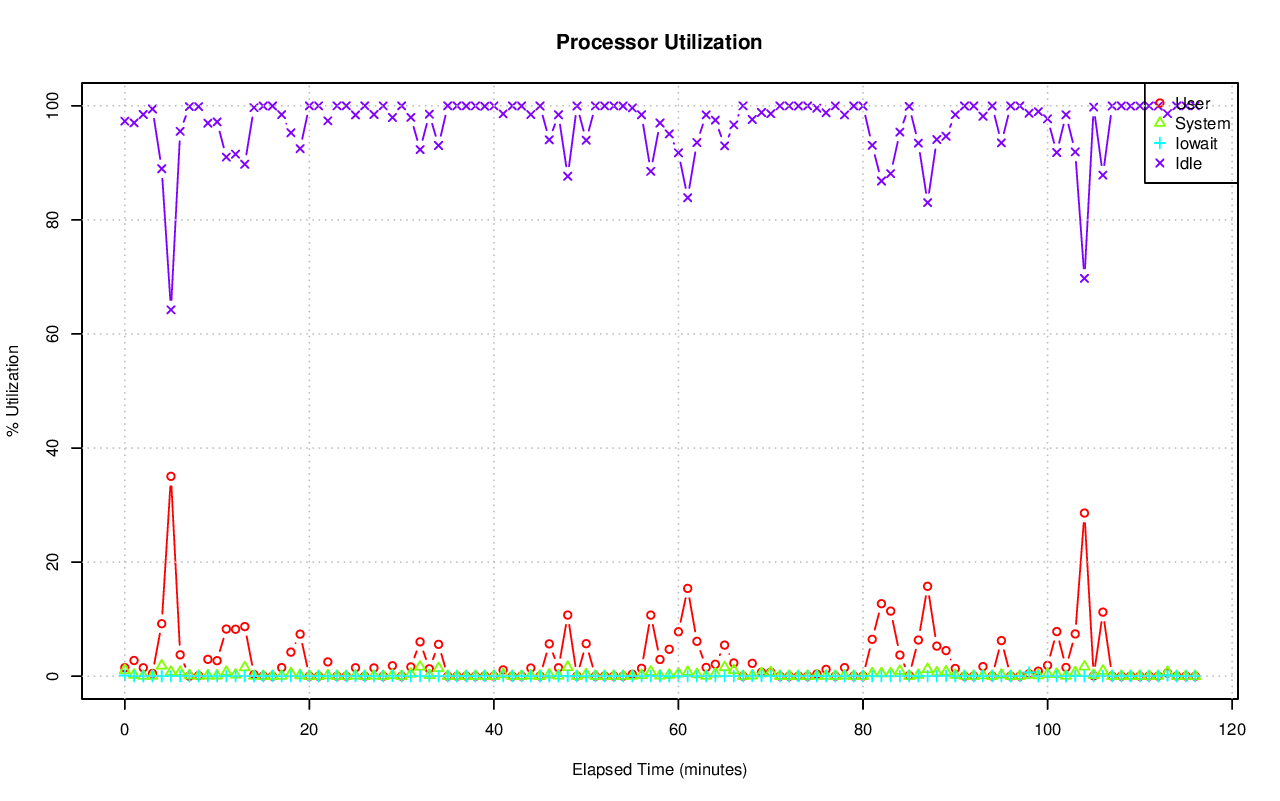 Processor Utilization
% Utilization
100
80
60
40
20
0
User
System
Iowait
Idle
0 20 40 60 80 100 120
Elapsed Time (minutes)